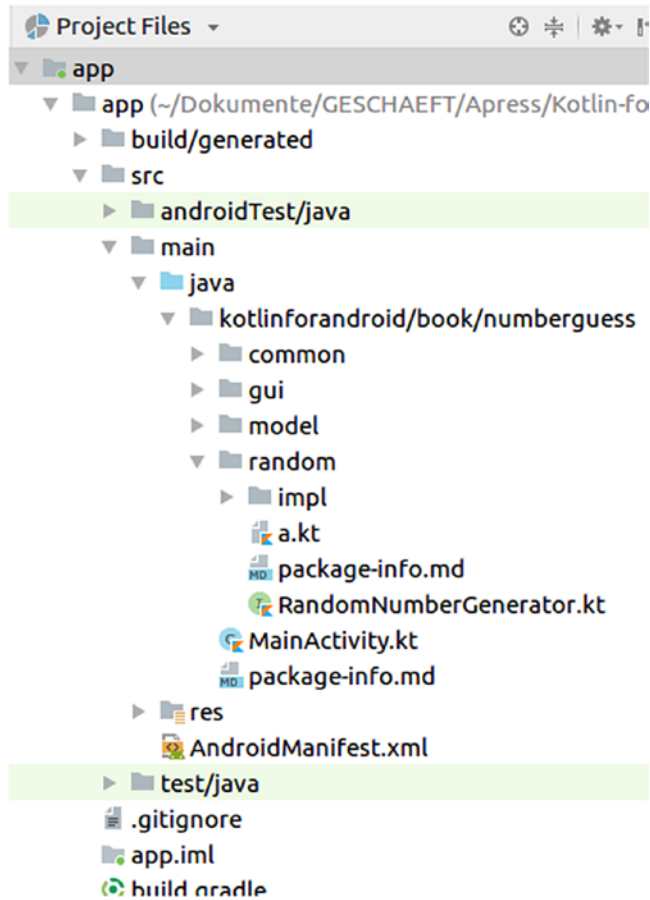 Project Files
app
app (~/Dokumente/GESCHAEFT/Apress/Kotlin-fo
build/generated
src
androidTest/java
main
java
kotlinforandroid/book/numberguess
common
gui
model
random
impl
a.kt
MD package-info.md
RandomNumberGenerator.kt
MainActivity.kt
MD package-info.md
res
AndroidManifest.xml
test/java
.gitignore
app.iml
build.gradle